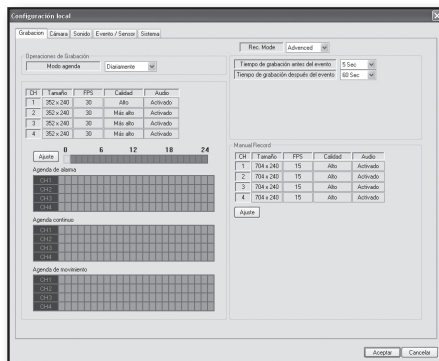 Configuración local
Grabacion Cámara Sonido Evento / Sensor Sistema
Rec. Mode Advanced
Operaciones de Grabación
Modo agenda Diariamente
Tiempo de grabación antes del evento 5 Sec
Tiempo de grabación después del evento 60 Sec
CH Tamaño FPS Calidad Audio
1 352 x 240 30 Alto Activado
2 352 x 240 30 Más alto Activado
3 352 x 240 30 Más alto Activado
4 352 x 240 30 Más alto Activado
Ajuste 0 6 12 18 24
Agenda de alarma
CH1
CH2
CH3
CH4
Agenda continuo
CH1
CH2
CH3
CH4
Agenda de movimiento
CH1
CH2
CH3
CH4
Manual Record
CH Tamaño FPS Calidad Audio
1 704 x 240 15 Alto Activado
2 704 x 240 15 Alto Activado
3 704 x 240 15 Alto Activado
4 704 x 240 15 Alto Activado
Ajuste
Aceptar Cancelar